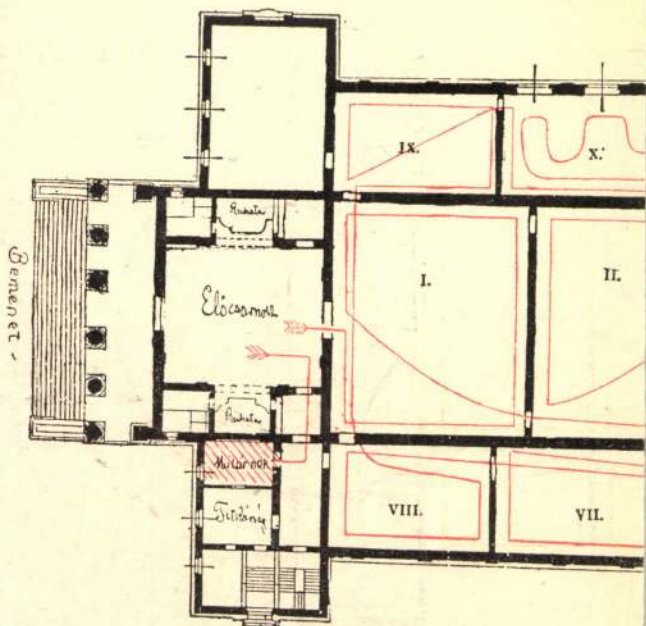 IX.
X.
Ruhatár
I.
II.
Előcsarnok
Bemenet -
Ruhatár
Titkárság
VIII.
VII.